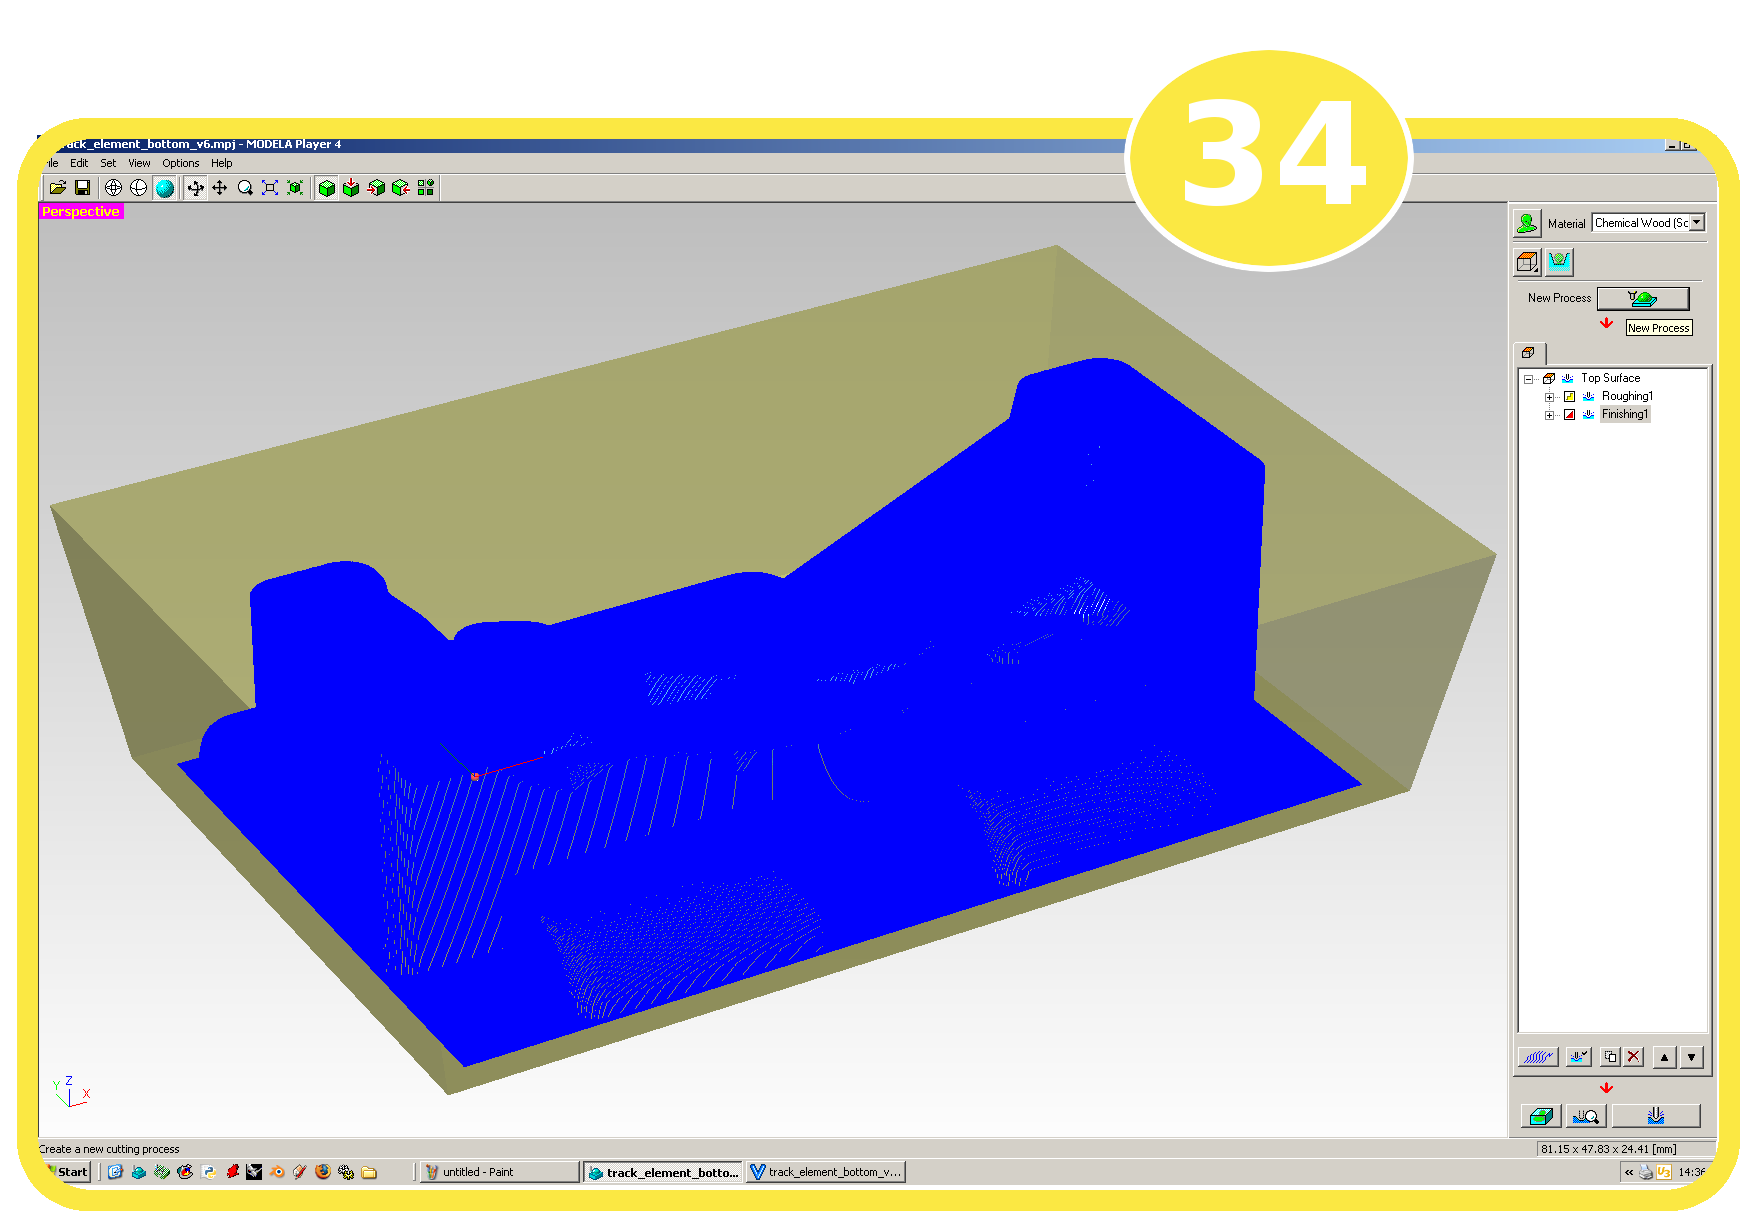 34
rack_element_bottom_v6.mpj - MODELA Player 4
ile Edit Set View Options Help
Perspective
Material Chemical Wood (Sc
New Process
New Process
Top Surface
Roughing1
Finishing1
Z
Y
X
Create a new cutting process
81.15 x 47.83 x 24.41 [mm]
Start untitled - Paint track_element_botto... track_element_bottom_v... « 14:36